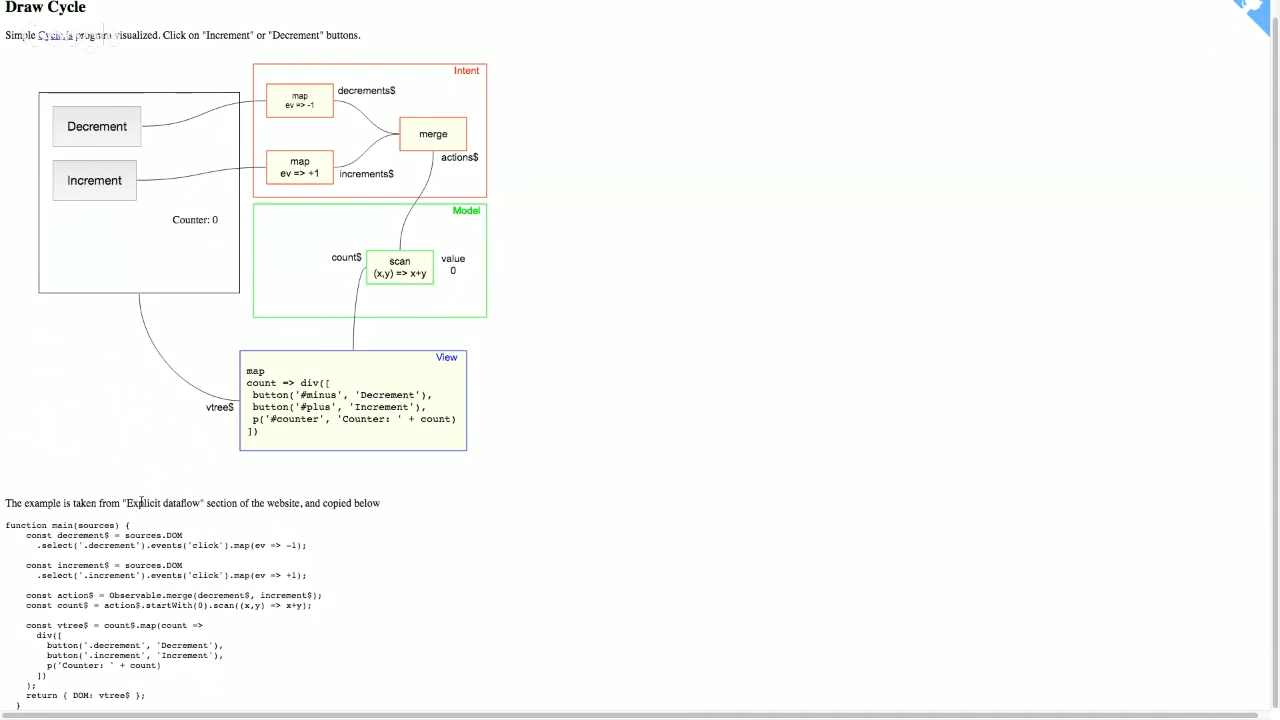 Draw Cycle
Simple Cycle.js program visualized. Click on "Increment" or "Decrement" buttons.
Intent
map
ev => -1
decrements$
Decrement
merge
map
ev => +1
increments$
actions$
Increment
Counter: 0
Model
count$
scan
(x,y) => x+y
value
0
View
map
count => div([
button('#minus', 'Decrement'),
button('#plus', 'Increment'),
p('#counter', 'Counter: ' + count)
])
vtree$
The example is taken from "Explicit dataflow" section of the website, and copied below
function main(sources) {
const decrement$ = sources.DOM
.select('.decrement').events('click').map(ev => -1);
const increment$ = sources.DOM
.select('.increment').events('click').map(ev => +1);
const action$ = Observable.merge(decrement$, increment$);
const count$ = action$.startWith(0).scan((x,y) => x+y);
const vtree$ = count$.map(count =>
div([
button('.decrement', 'Decrement'),
button('.increment', 'Increment'),
p('Counter: ' + count)
])
);
return { DOM: vtree$ };
}